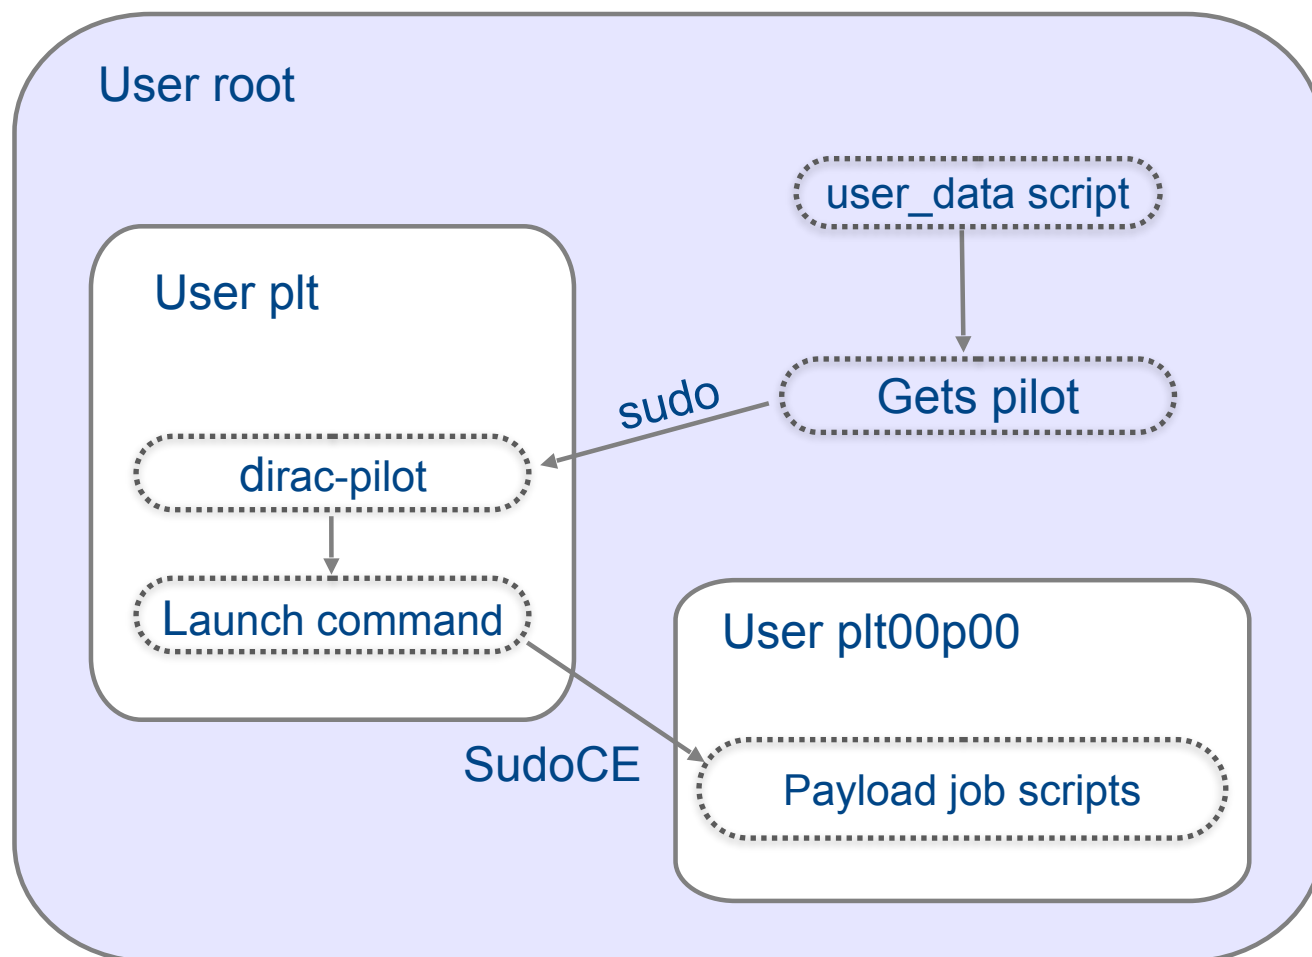 User root
user_data script
User plt
sudo
Gets pilot
dirac-pilot
Launch command
User plt00p00
SudoCE
Payload job scripts